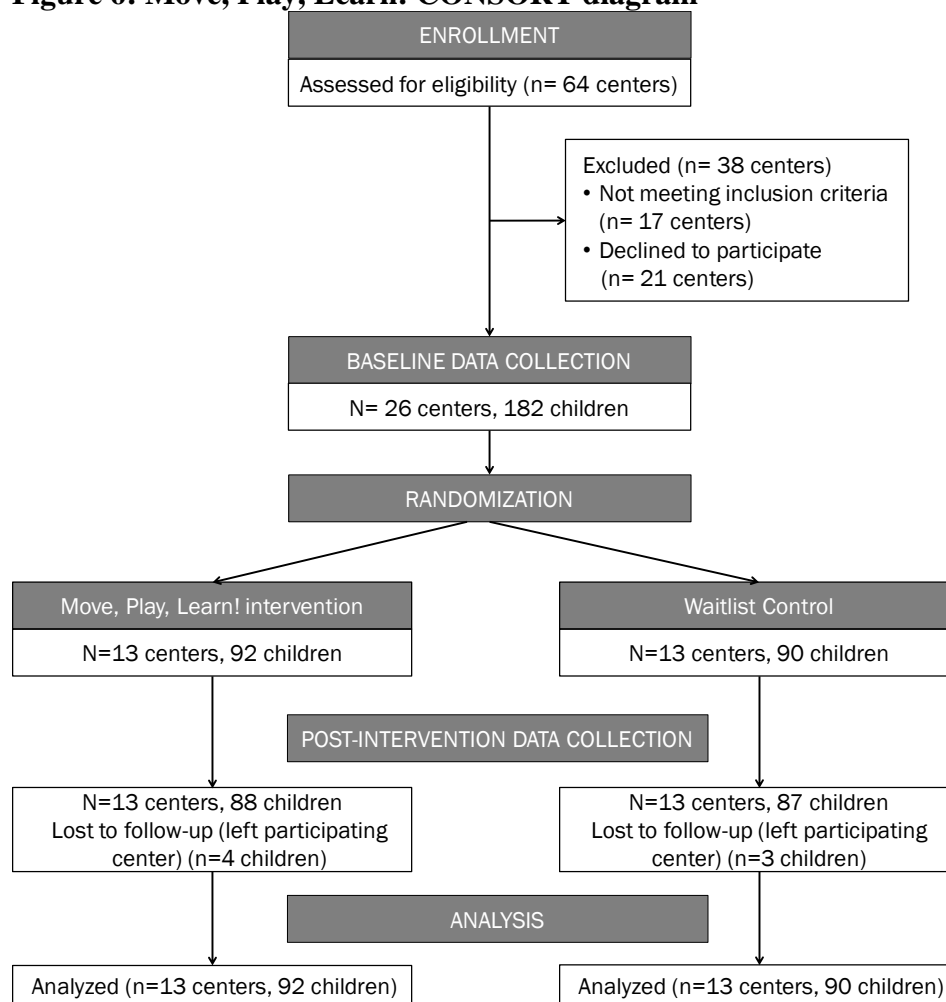 Figure Move, Play, Learn! CONSORT diagram
ENROLLMENT
Assessed for eligibility (n= 64 centers)
Excluded (n= 38 centers)
• Not meeting inclusion criteria
(n= 17 centers)
• Declined to participate
(n= 21 centers)
BASELINE DATA COLLECTION
N= 26 centers, 182 children
RANDOMIZATION
Move, Play, Learn! intervention
N=13 centers, 92 children
Waitlist Control
N=13 centers, 90 children
POST-INTERVENTION DATA COLLECTION
N=13 centers, 88 children
Lost to follow-up (left participating
center) (n=4 children)
N=13 centers, 87 children
Lost to follow-up (left participating
center) (n=3 children)
ANALYSIS
Analyzed (n=13 centers, 92 children)
Analyzed (n=13 centers, 90 children)